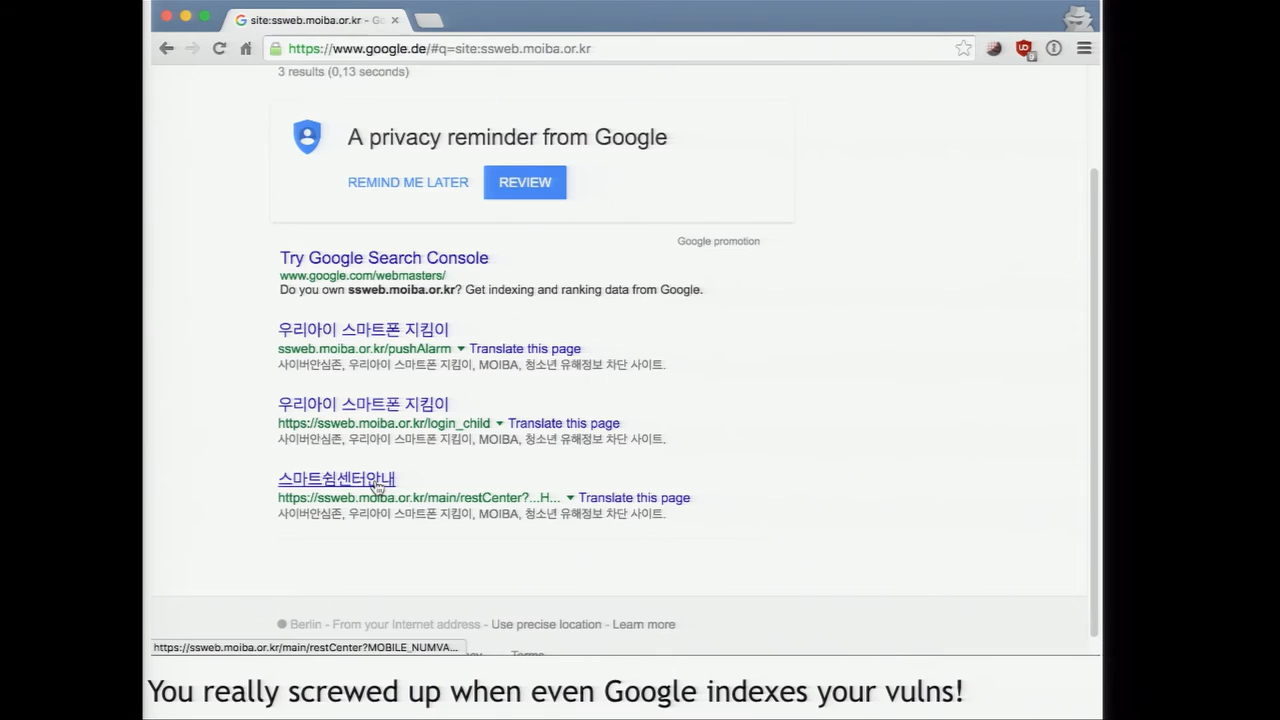 site:ssweb.moiba.or.kr - Go
https://www.google.de/#q=site:ssweb.moiba.or.kr
3 results (0,13 seconds)
A privacy reminder from Google
REMIND ME LATER REVIEW
Google promotion
Try Google Search Console
www.google.com/webmasters/
Do you own ssweb.moiba.or.kr? Get indexing and ranking data from Google.
우리아이 스마트폰 지킴이
ssweb.moiba.or.kr/pushAlarm Translate this page
사이버안심존, 우리아이 스마트폰 지킴이, MOIBA, 청소년 유해정보 차단 사이트.
우리아이 스마트폰 지킴이
https://ssweb.moiba.or.kr/login_child Translate this page
사이버안심존, 우리아이 스마트폰 지킴이, MOIBA, 청소년 유해정보 차단 사이트.
스마트쉼센터안내
https://ssweb.moiba.or.kr/main/restCenter?...H... Translate this page
사이버안심존, 우리아이 스마트폰 지킴이, MOIBA, 청소년 유해정보 차단 사이트.
Berlin - From your Internet address - Use precise location - Learn more
https://ssweb.moiba.or.kr/main/restCenter?MOBILE_NUMVA...
Terms
You really screwed up when even Google indexes your vulns!